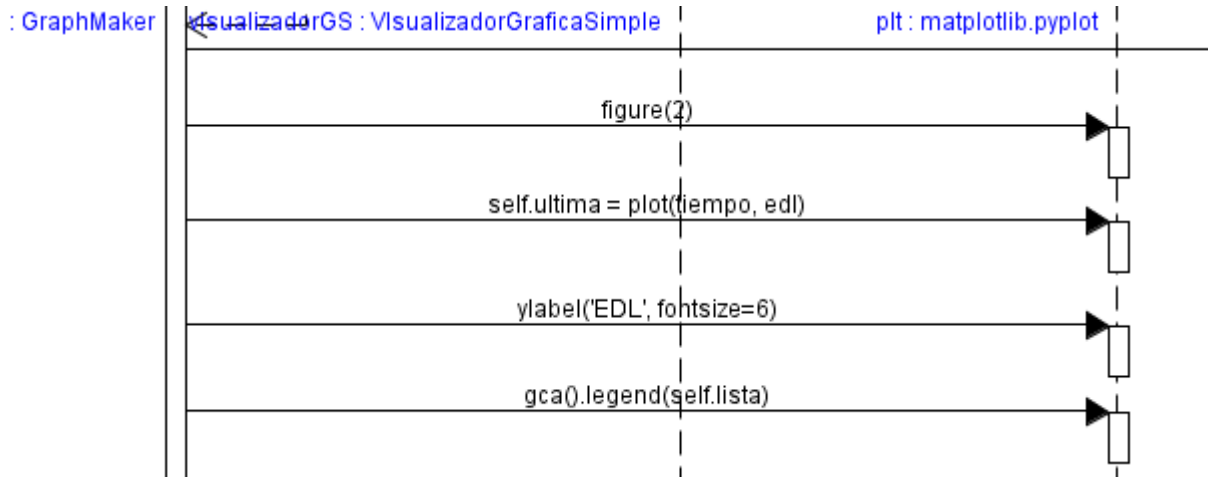 : GraphMaker
visualizadorGS : VIsualizadorGraficaSimple
plt : matplotlib.pyplot
figure(2)
self.ultima = plot(tiempo, edl)
ylabel('EDL', fontsize=6)
gca().legend(self.lista)